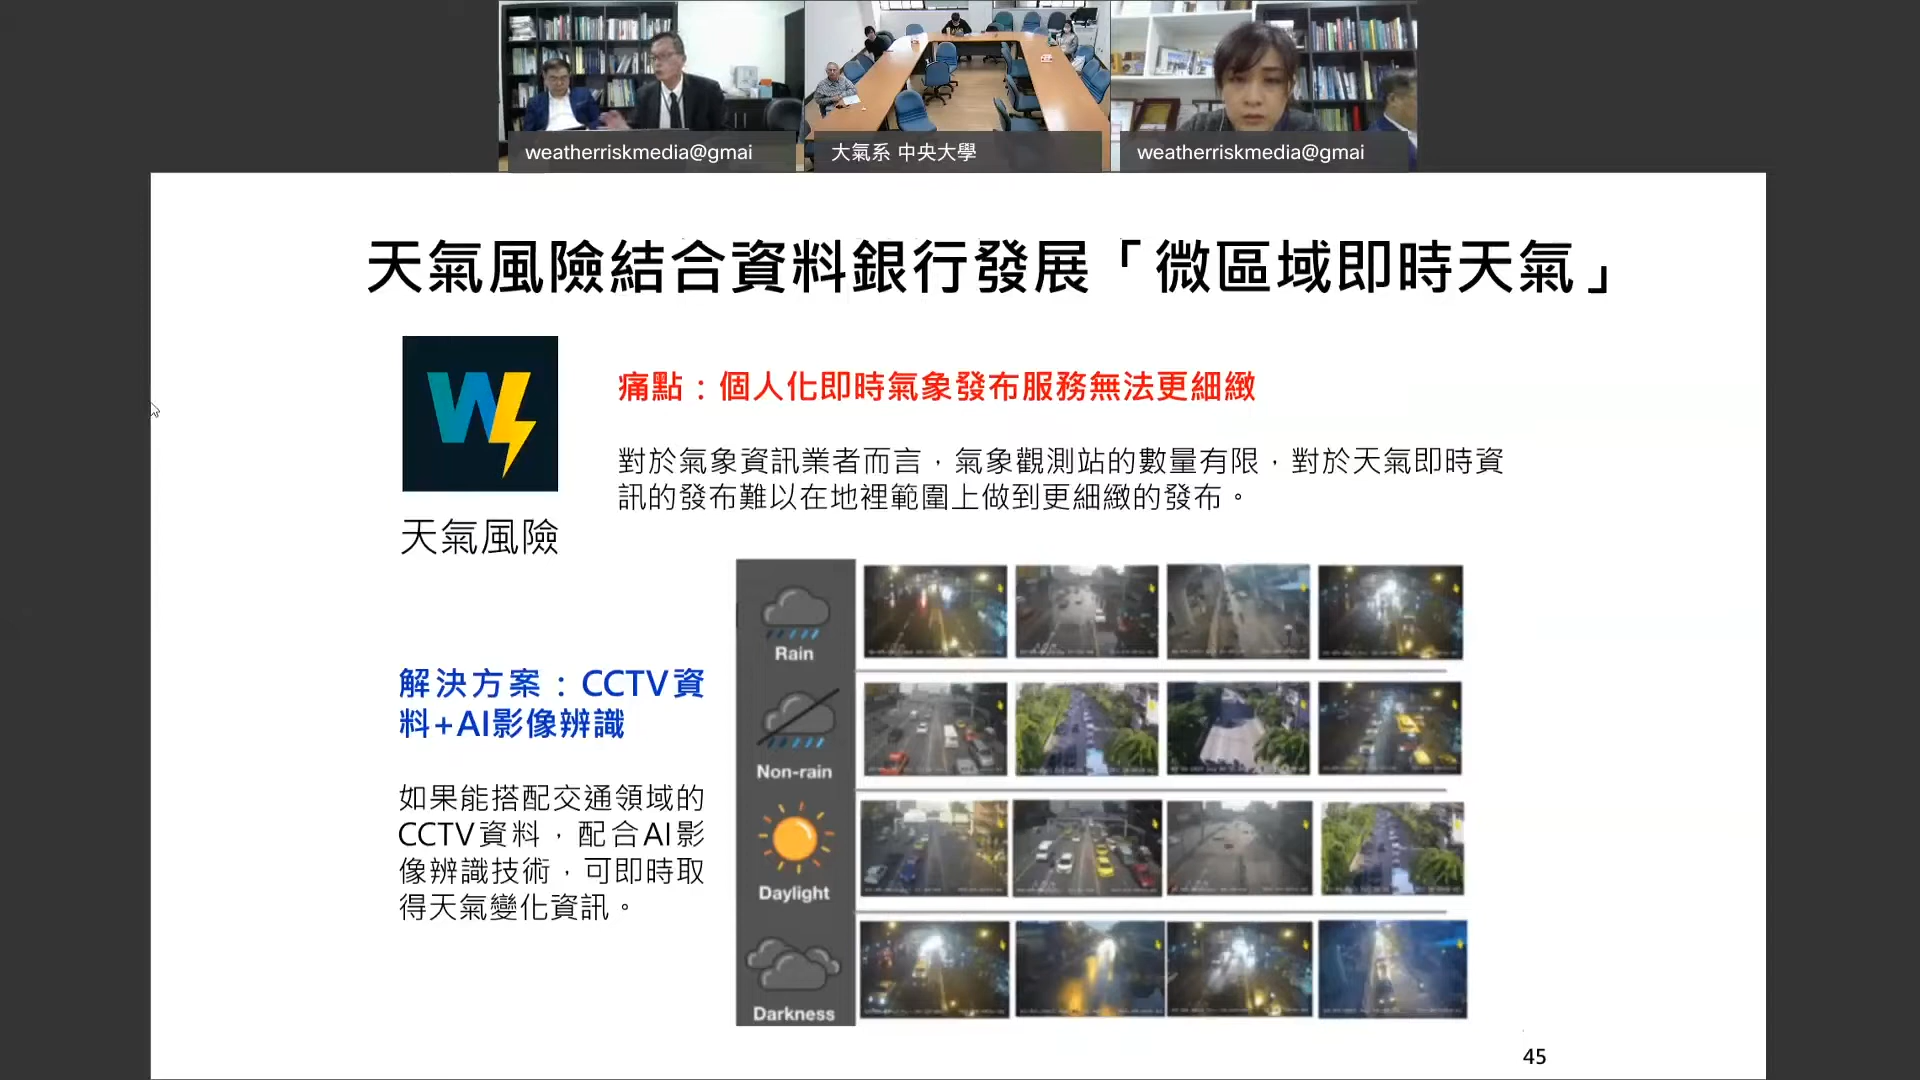 weatherriskmedia@gmai
大氣系 中央大學
weatherriskmedia@gmai
天氣風險結合資料銀行發展「微區域即時天氣」
痛點：個人化即時氣象發布服務無法更細緻
對於氣象資訊業者而言，氣象觀測站的數量有限，對於天氣即時資
訊的發布難以在地裡範圍上做到更細緻的發布。
天氣風險
解決方案：CCTV資
料+AI影像辨識
如果能搭配交通領域的
CCTV資料，配合AI影
像辨識技術，可即時取
得天氣變化資訊。
Rain
Non-rain
Daylight
Darkness
45